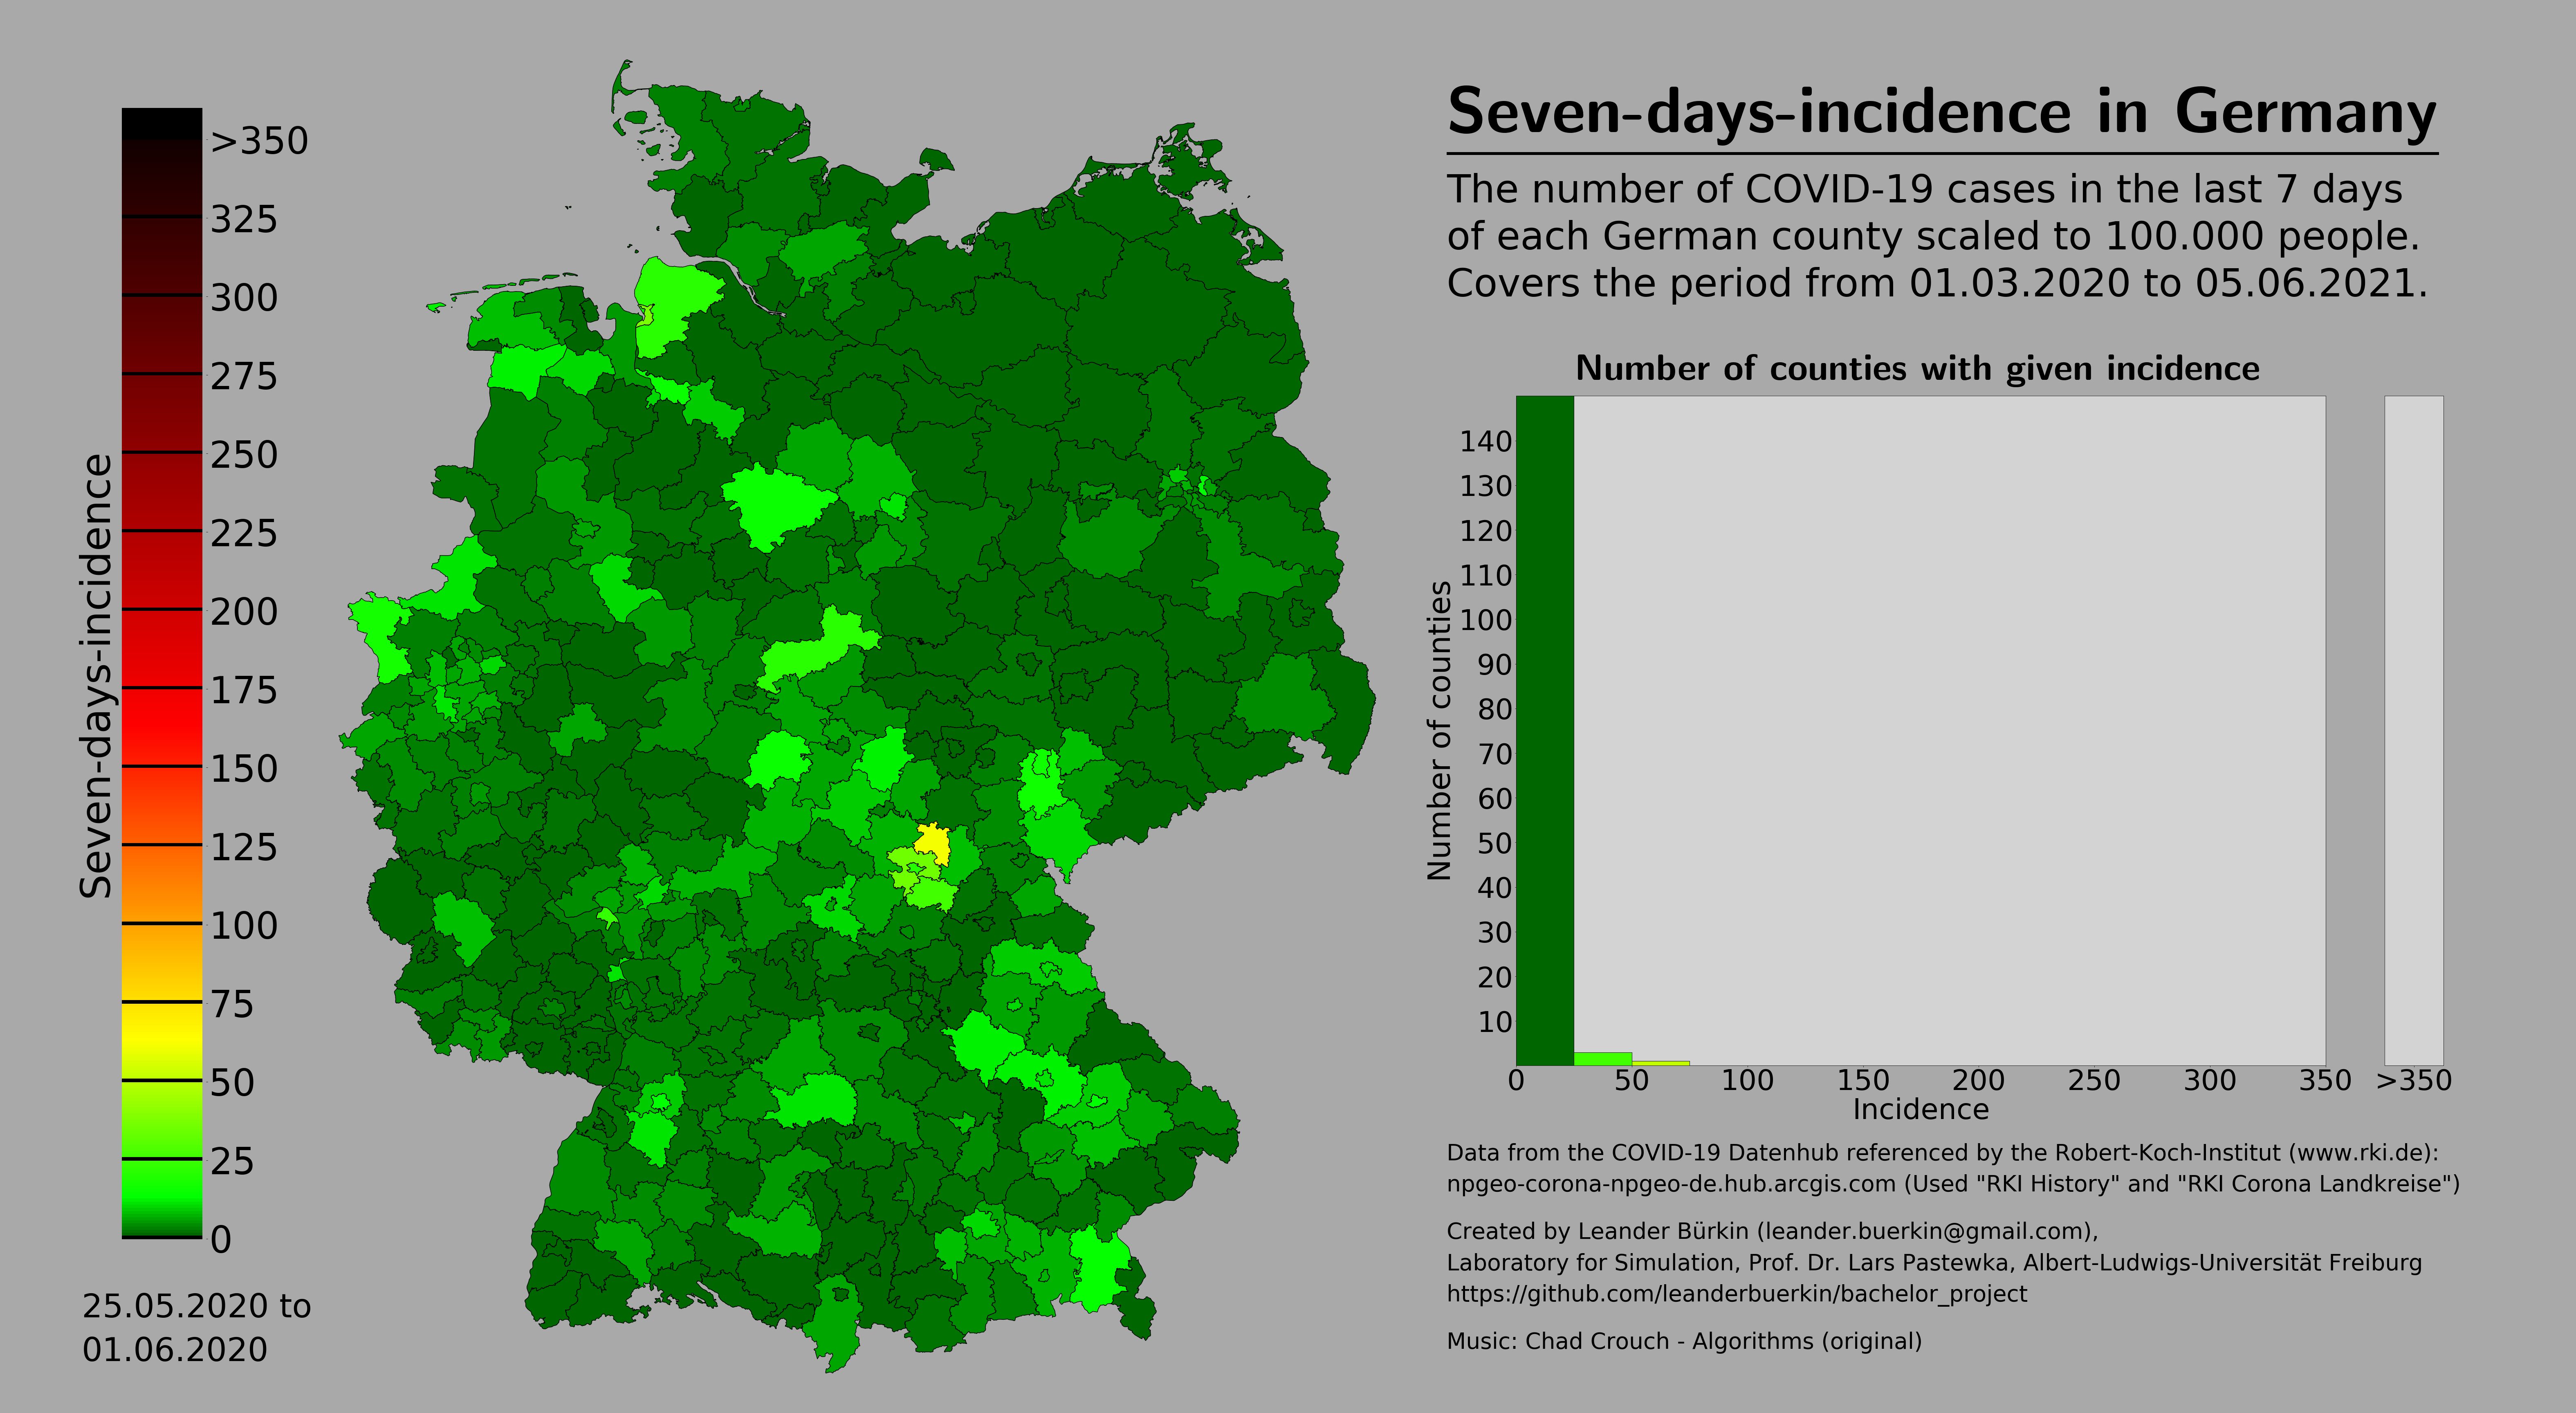 Seven-days-incidence
>350
325
300
275
250
225
200
175
150
125
100
75
50
25
0
25.05.2020 to
01.06.2020
Seven-days-incidence in Germany
The number of COVID-19 cases in the last 7 days
of each German county scaled to 100.000 people.
Covers the period from 01.03.2020 to 05.06.2021.
Number of counties with given incidence
Number of counties
140
130
120
110
100
90
80
70
60
50
40
30
20
10
0 50 100 150 200 250 300 350 >350
Incidence
Data from the COVID-19 Datenhub referenced by the Robert-Koch-Institut (www.rki.de):
npgeo-corona-npgeo-de.hub.arcgis.com (Used "RKI History" and "RKI Corona Landkreise")
Created by Leander Bürkin (leander.buerkin@gmail.com),
Laboratory for Simulation, Prof. Dr. Lars Pastewka, Albert-Ludwigs-Universität Freiburg
https://github.com/leanderbuerkin/bachelor_project
Music: Chad Crouch - Algorithms (original)